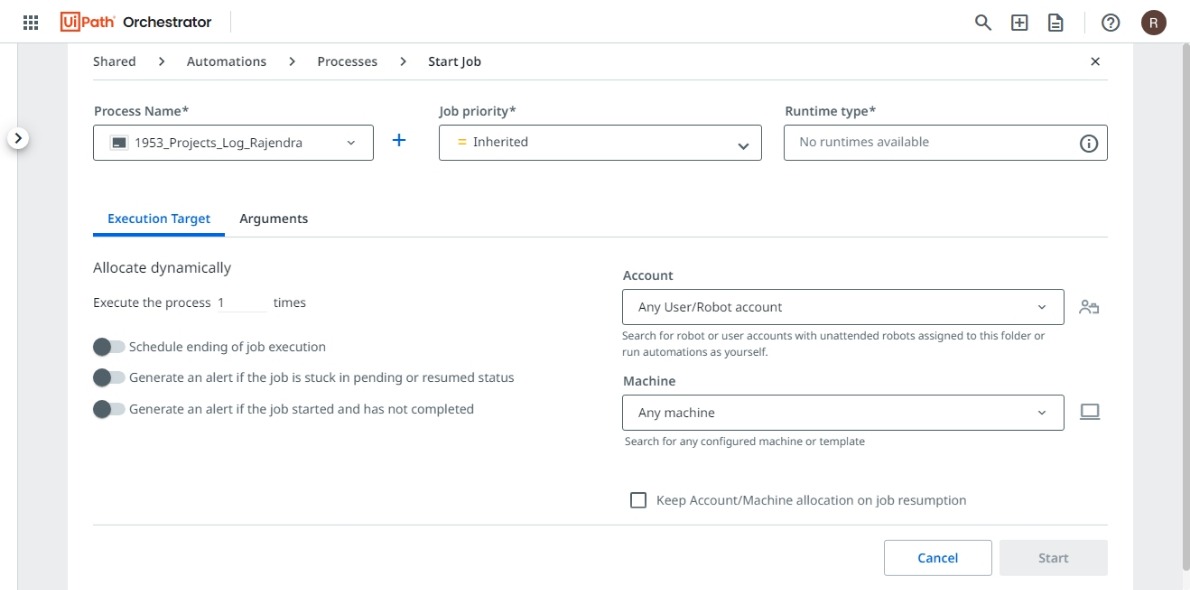 UiPath Orchestrator
R
Shared > Automations > Processes > Start Job
Process Name* Job priority* Runtime type*
1953_Projects_Log_Rajendra + = Inherited No runtimes available
Execution Target Arguments
Allocate dynamically
Execute the process 1 times
Schedule ending of job execution
Generate an alert if the job is stuck in pending or resumed status
Generate an alert if the job started and has not completed
Account
Any User/Robot account
Search for robot or user accounts with unattended robots assigned to this folder or
run automations as yourself.
Machine
Any machine
Search for any configured machine or template
Keep Account/Machine allocation on job resumption
Cancel Start